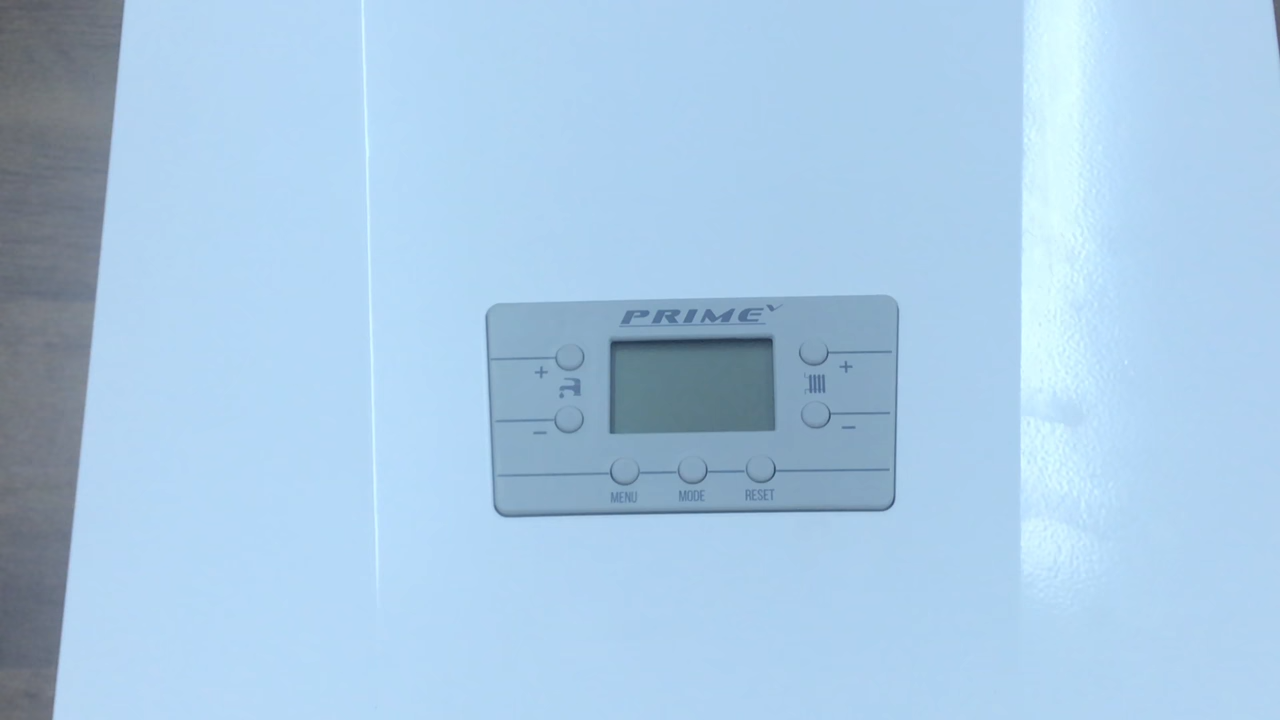 PRIME
+
+
−
−
MENU MODE RESET